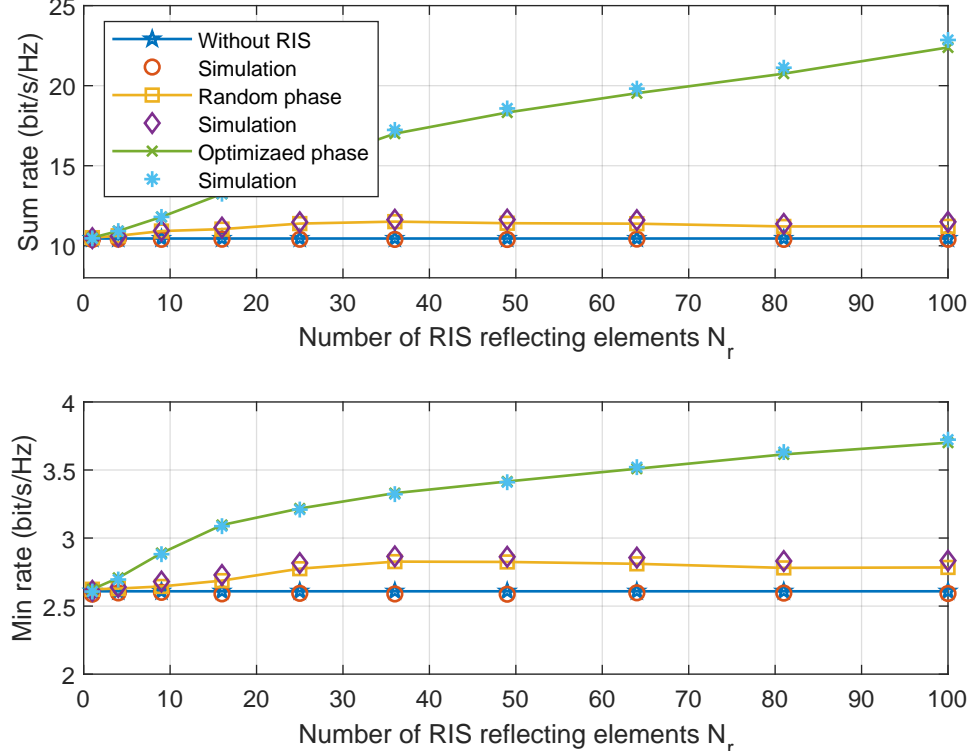 25
20
15
10
Sum rate (bit/s/Hz)
Without RIS
Simulation
Random phase
Simulation
Optimizaed phase
Simulation
0 10 20 30 40 50 60 70 80 90 100
Number of RIS reflecting elements N_r
4
3.5
3
2.5
2
Min rate (bit/s/Hz)
0 10 20 30 40 50 60 70 80 90 100
Number of RIS reflecting elements N_r